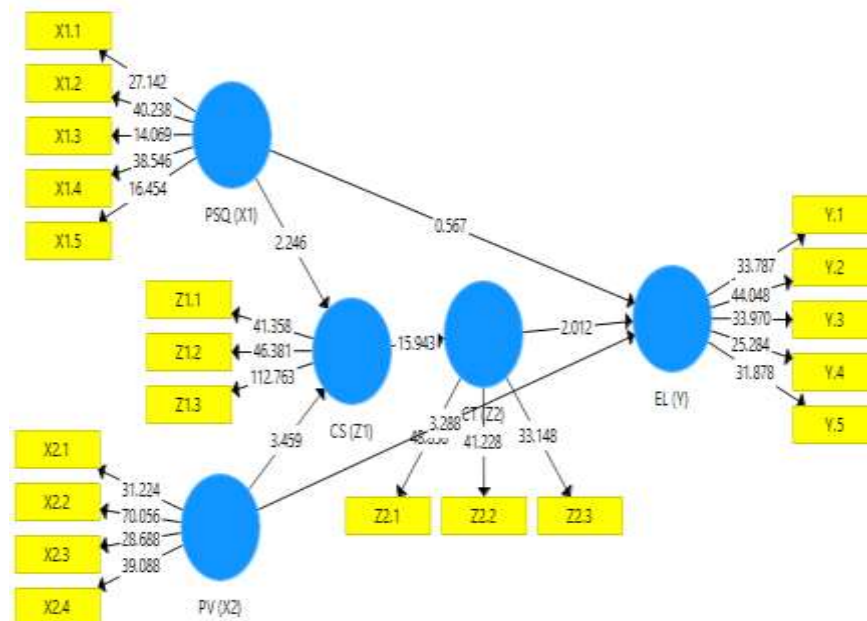 X1.1
X1.2
X1.3
X1.4
X1.5
27.142
40.238
14.069
38.546
16.454
PSQ (X1)
0.567
2.246
Z1.1
Z1.2
Z1.3
41.358
46.381
112.763
CS (Z1)
15.943
CT (Z2)
2.012
EL (Y)
33.787
44.048
33.970
25.284
31.878
Y.1
Y.2
Y.3
Y.4
Y.5
3.288
41.228
33.148
Z2.1
Z2.2
Z2.3
3.459
X2.1
X2.2
X2.3
X2.4
31.224
70.056
28.688
39.088
PV (X2)